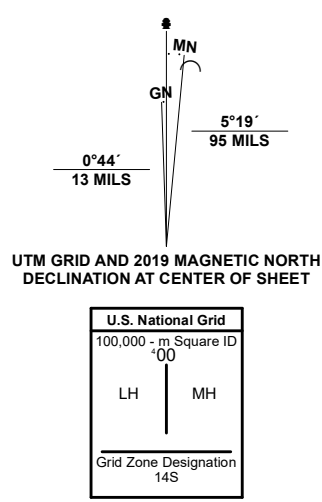 MN
GN
5°19´
95 MILS
0°44´
13 MILS
UTM GRID AND 2019 MAGNETIC NORTH
DECLINATION AT CENTER OF SHEET
U.S. National Grid
100,000 - m Square ID
⁴00
LH MH
Grid Zone Designation
14S